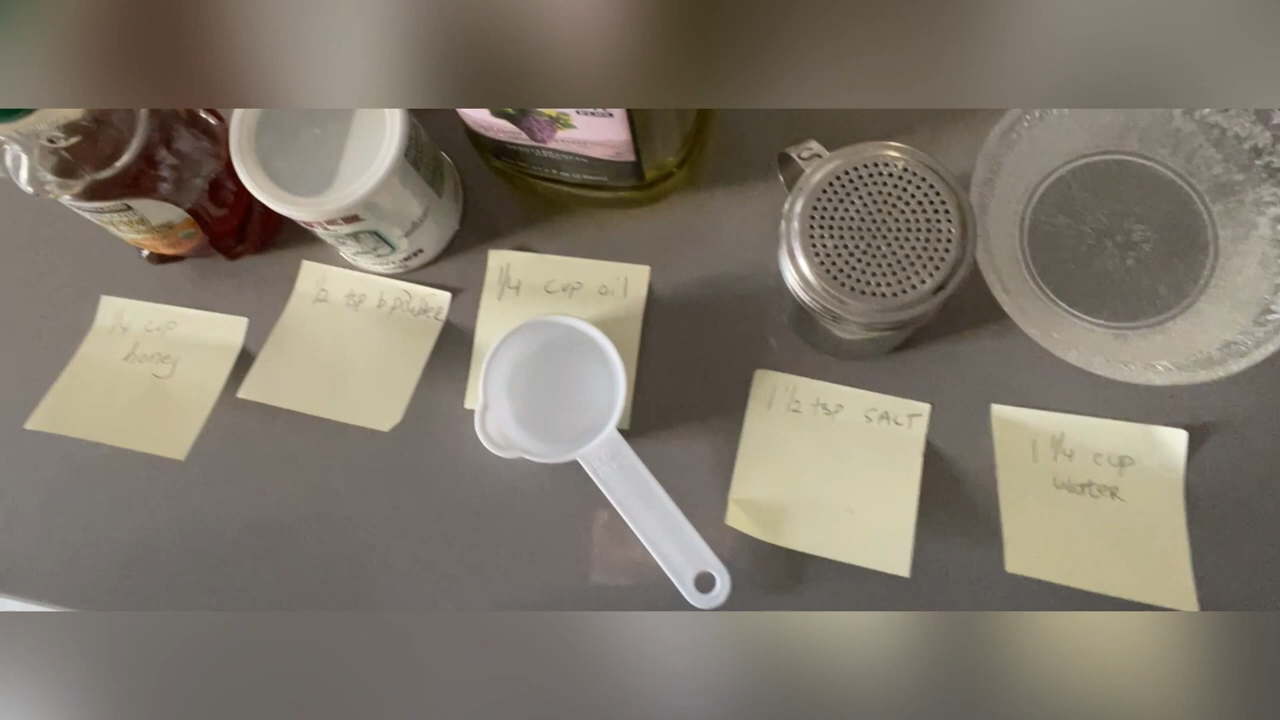 1/4 cup
honey
1/2 tsp b powder
1/4 cup oil
S
1 1/2 tsp SALT
1 1/4 cup
water